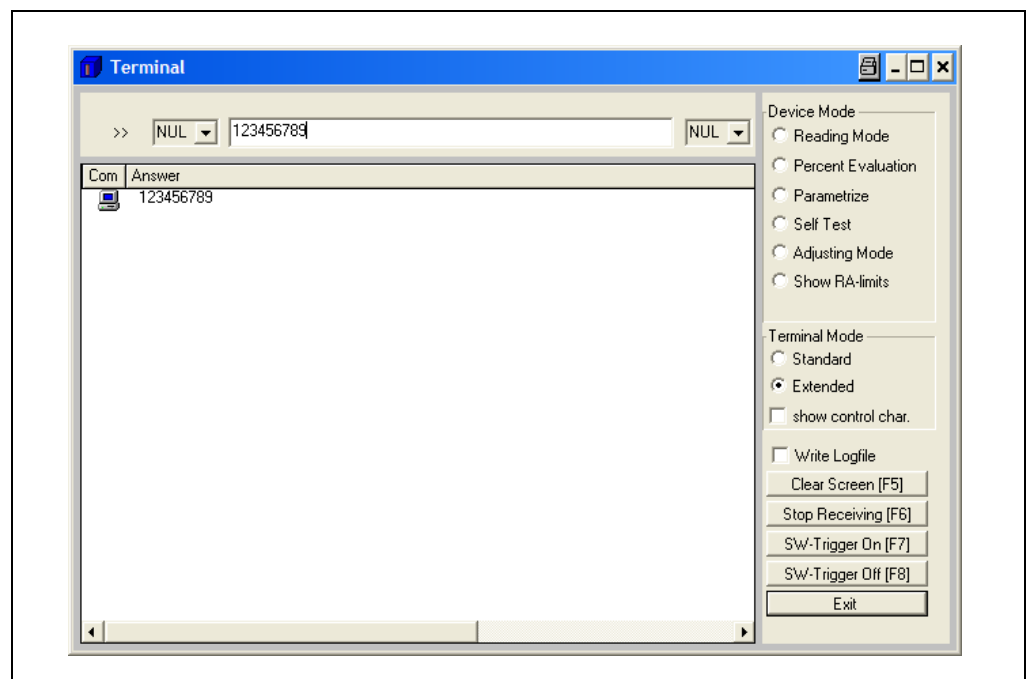 Terminal
>> NUL 123456789 NUL
Com Answer
123456789
Device Mode
Reading Mode
Percent Evaluation
Parametrize
Self Test
Adjusting Mode
Show RA-limits
Terminal Mode
Standard
Extended
show control char.
Write Logfile
Clear Screen [F5]
Stop Receiving [F6]
SW-Trigger On [F7]
SW-Trigger Off [F8]
Exit